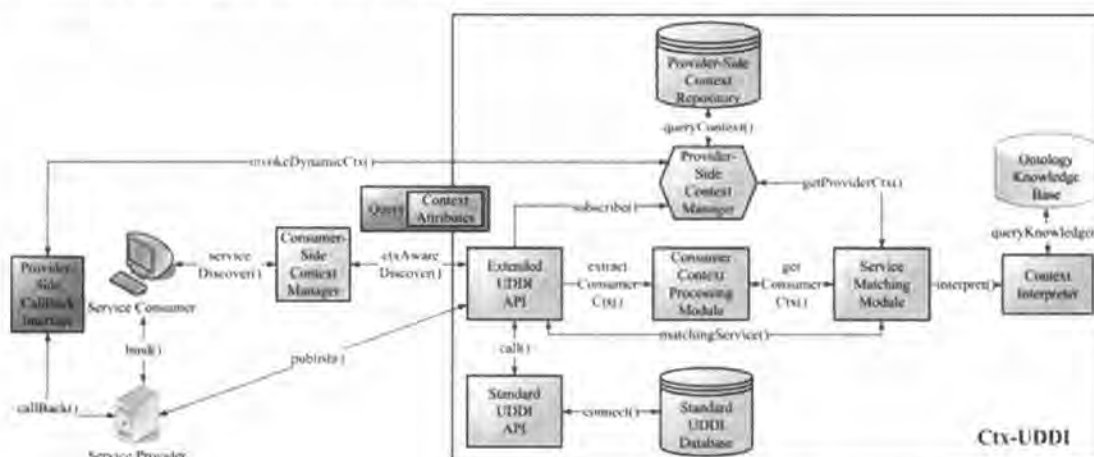 Provider-Side
Context
Repository
queryContext()
invokeDynamicCtx()
Provider-
Side
Context
Manager
getProviderCtx()
Ontology
Knowledge
Base
Query
Context
Attributes
subscribe()
queryKnowledge()
Provider-
Side
CallBack
Interface
Service Consumer
service
Discover()
Consumer-
Side
Context
Manager
ctxAware
Discover()
Extended
UDDI
API
extract
Consumer
Ctx()
Consumer
Context
Processing
Module
get
Consumer
Ctx()
Service
Matching
Module
interpret()
Context
Interpreter
matchingService()
bind()
publish()
call()
callBack()
Service Provider
Standard
UDDI
API
connect()
Standard
UDDI
Database
Ctx-UDDI